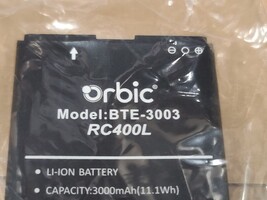 orbic
Model:BTE-3003
RC400L
LI-ION BATTERY
CAPACITY:3000mAh(11.1Wh)